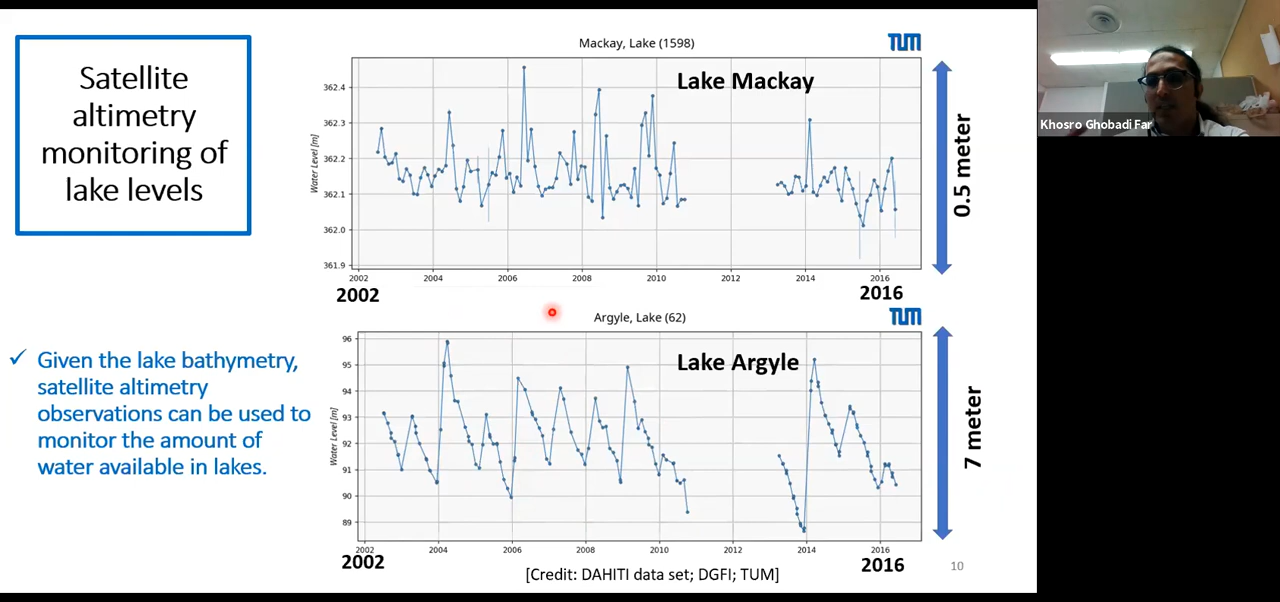 Satellite
altimetry
monitoring of
lake levels
✓ Given the lake bathymetry,
satellite altimetry
observations can be used to
monitor the amount of
water available in lakes.
Mackay, Lake (1598)
TUM
Lake Mackay
Water Level [m]
362.4
362.3
362.2
362.1
362.0
361.9
2002 2004 2006 2008 2010 2012 2014 2016
2002 2016
0.5 meter
Argyle, Lake (62)
TUM
Lake Argyle
Water Level [m]
96
95
94
93
92
91
90
89
2002 2004 2006 2008 2010 2012 2014 2016
2002 2016
7 meter
[Credit: DAHITI data set; DGFI; TUM]
10
Khosro Ghobadi Far